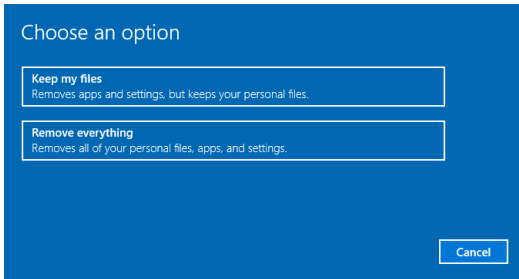 Choose an option
Keep my files
Removes apps and settings, but keeps your personal files.
Remove everything
Removes all of your personal files, apps, and settings.
Cancel